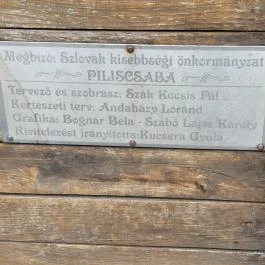 Megbízó: Szlovák kisebbségi önkormányzat
PILISCSABA
Tervező és szobrász: Szák Kocsis Pál
Kertészeti terv: Andaházy Lóránd
Grafika: Bognár Béla - Szabó Lajos Károly
Kivitelezést irányította:Kucsera Gyula